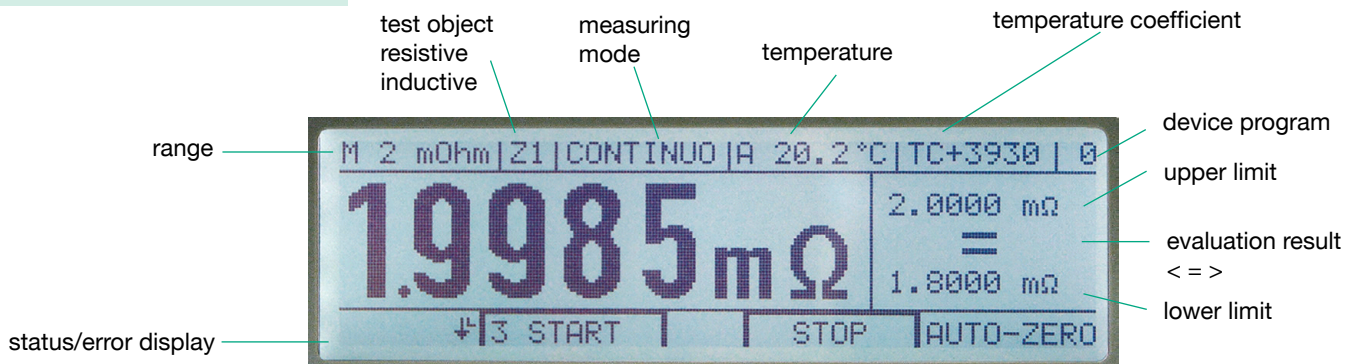 test object
resistive
inductive
measuring
mode
temperature
temperature coefficient
range
device program
upper limit
evaluation result
< = >
lower limit
status/error display
M 2 mOhm|Z1|CONTINUO|A 20.2°C|TC+3930 | 0
1.9985mΩ
2.0000 mΩ
=
1.8000 mΩ
3 START
STOP
AUTO-ZERO